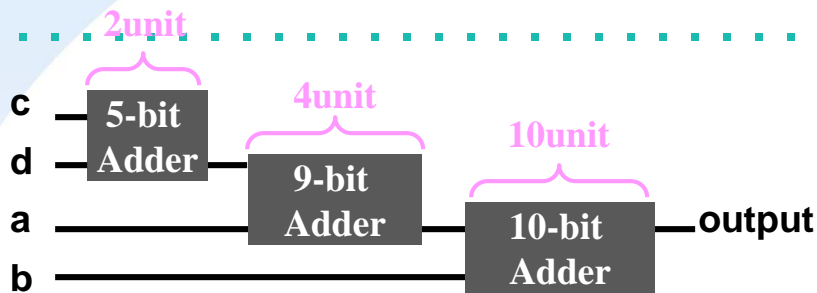 2unit
c
5-bit
Adder
4unit
d
9-bit
Adder
10unit
a
10-bit
Adder
output
b